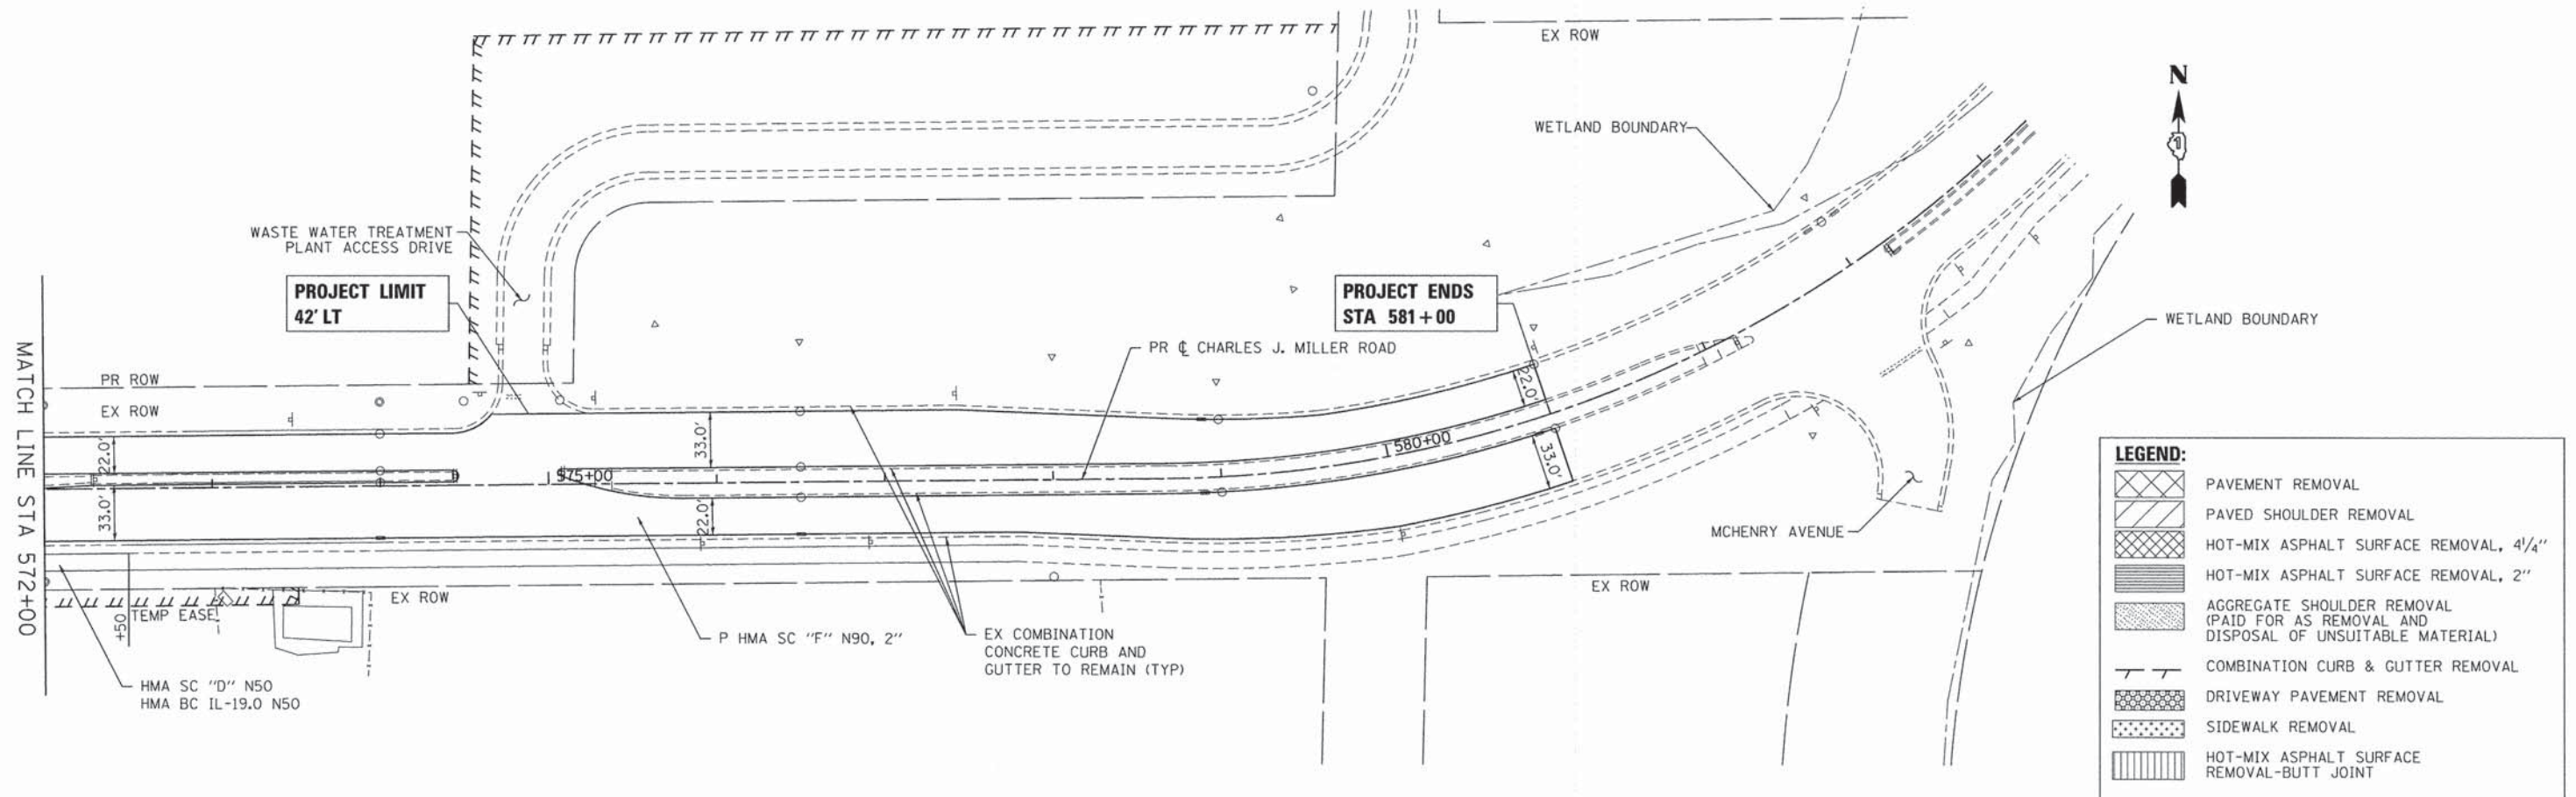 EX ROW
N
WETLAND BOUNDARY
WASTE WATER TREATMENT
PLANT ACCESS DRIVE
PROJECT LIMIT
42' LT
PROJECT ENDS
STA 581+00
WETLAND BOUNDARY
PR ℄ CHARLES J. MILLER ROAD
MATCH LINE STA 572+00
PR ROW
EX ROW
22.0'
33.0'
33.0'
22.0'
575+00
580+00
22.0'
33.0'
MCHENRY AVENUE
EX ROW
EX ROW
TEMP EASE
+50
P HMA SC "F" N90, 2"
EX COMBINATION
CONCRETE CURB AND
GUTTER TO REMAIN (TYP)
HMA SC "D" N50
HMA BC IL-19.0 N50
LEGEND:
PAVEMENT REMOVAL
PAVED SHOULDER REMOVAL
HOT-MIX ASPHALT SURFACE REMOVAL, 4 1/4"
HOT-MIX ASPHALT SURFACE REMOVAL, 2"
AGGREGATE SHOULDER REMOVAL
(PAID FOR AS REMOVAL AND
DISPOSAL OF UNSUITABLE MATERIAL)
COMBINATION CURB & GUTTER REMOVAL
DRIVEWAY PAVEMENT REMOVAL
SIDEWALK REMOVAL
HOT-MIX ASPHALT SURFACE
REMOVAL-BUTT JOINT